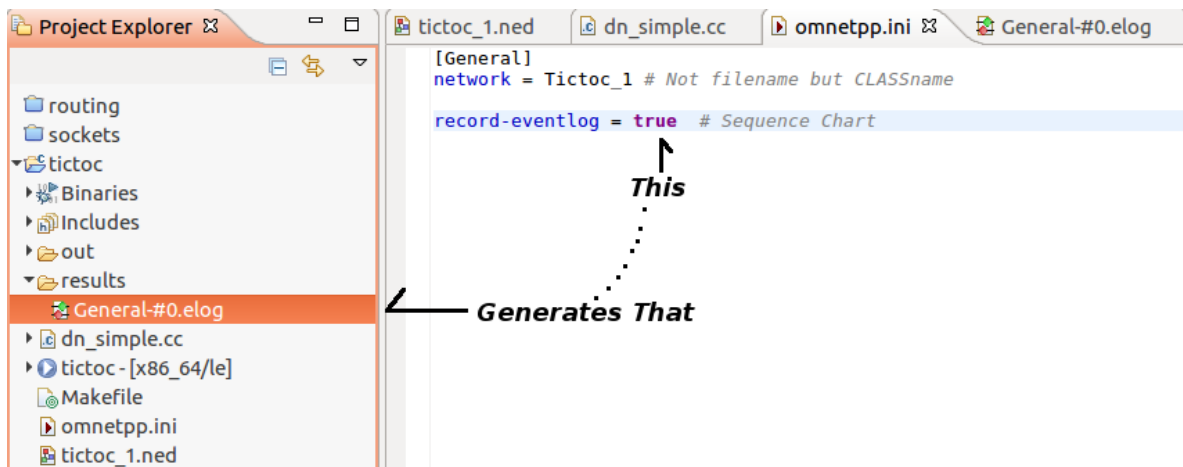 Project Explorer
tictoc_1.ned
dn_simple.cc
omnetpp.ini
General-#0.elog
routing
sockets
tictoc
Binaries
Includes
out
results
General-#0.elog
dn_simple.cc
tictoc - [x86_64/le]
Makefile
omnetpp.ini
tictoc_1.ned
[General]
network = Tictoc_1 # Not filename but CLASSname
record-eventlog = true # Sequence Chart
This
Generates That